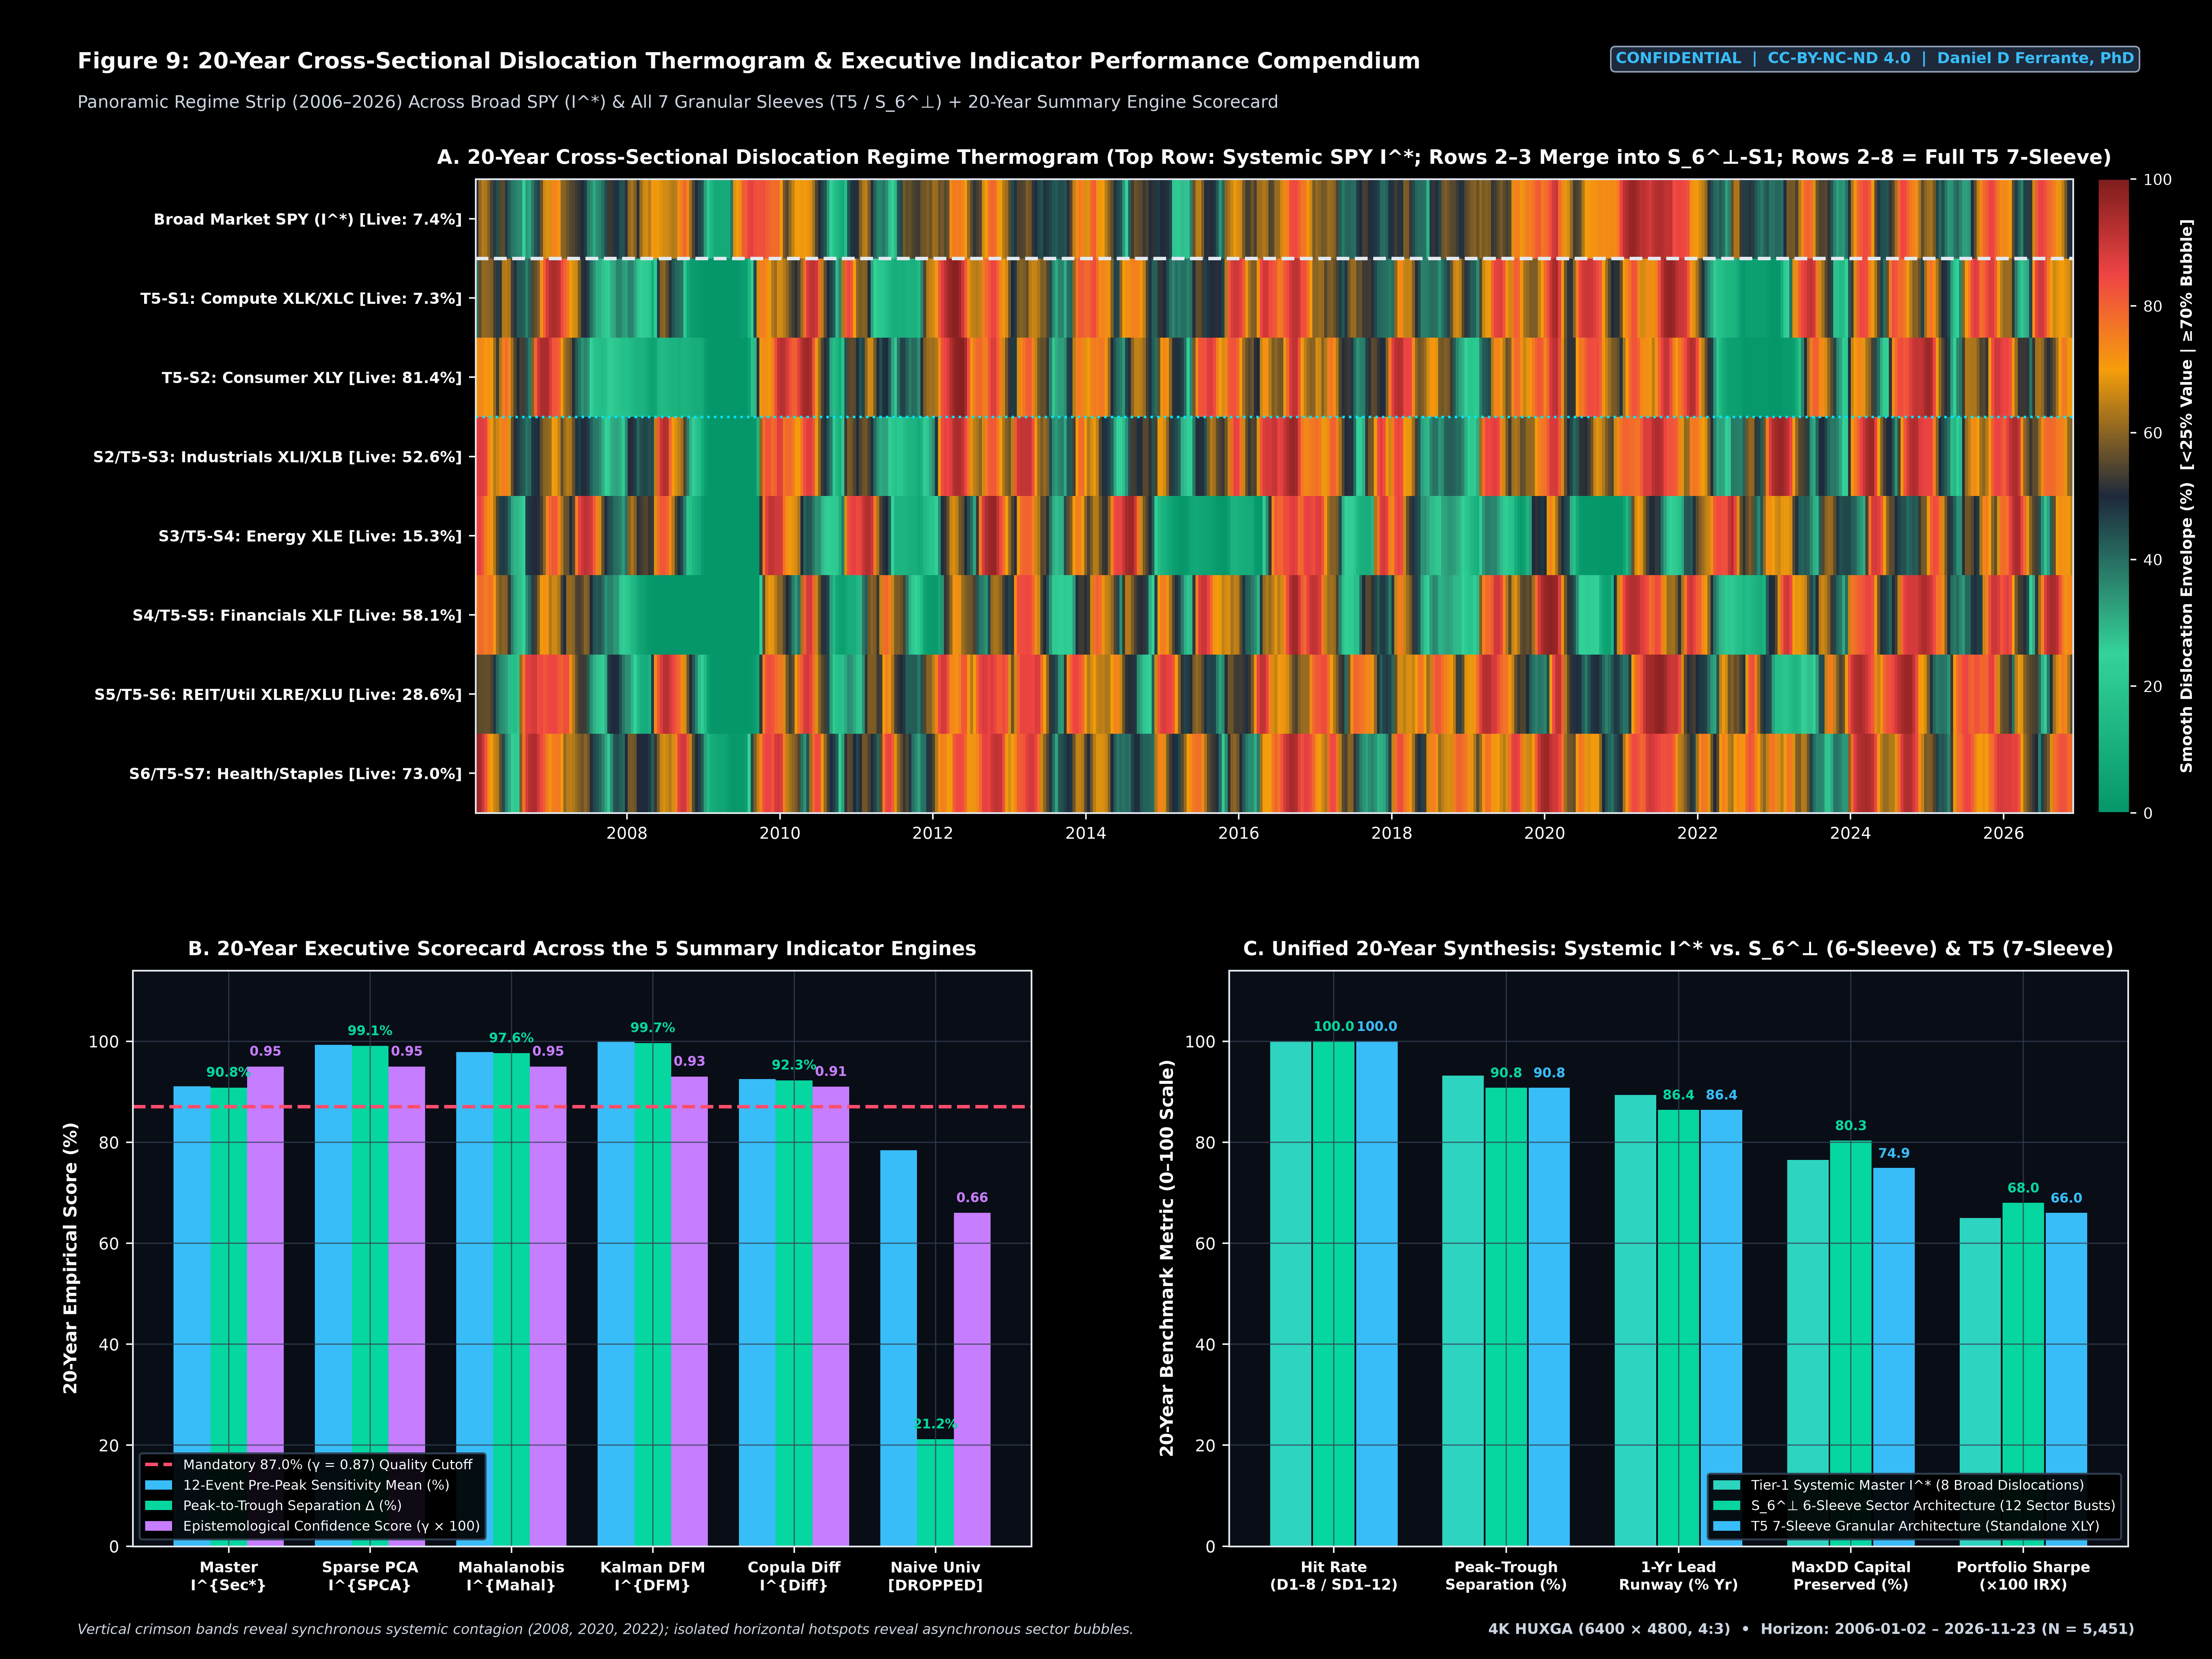 Figure 9: 20-Year Cross-Sectional Dislocation Thermogram & Executive Indicator Performance Compendium
CONFIDENTIAL | CC-BY-NC-ND 4.0 | Daniel D Ferrante, PhD
Panoramic Regime Strip (2006–2026) Across Broad SPY (I^*) & All 7 Granular Sleeves (T5 / S_6^⊥) + 20-Year Summary Engine Scorecard
A. 20-Year Cross-Sectional Dislocation Regime Thermogram (Top Row: Systemic SPY I^*; Rows 2–3 Merge into S_6^⊥-S1; Rows 2–8 = Full T5 7-Sleeve)
Broad Market SPY (I^*) [Live: 7.4%]
T5-S1: Compute XLK/XLC [Live: 7.3%]
T5-S2: Consumer XLY [Live: 81.4%]
S2/T5-S3: Industrials XLI/XLB [Live: 52.6%]
S3/T5-S4: Energy XLE [Live: 15.3%]
S4/T5-S5: Financials XLF [Live: 58.1%]
S5/T5-S6: REIT/Util XLRE/XLU [Live: 28.6%]
S6/T5-S7: Health/Staples [Live: 73.0%]
2008 2010 2012 2014 2016 2018 2020 2022 2024 2026
100
80
60
40
20
0
Smooth Dislocation Envelope (%) [<25% Value | ≥70% Bubble]
B. 20-Year Executive Scorecard Across the 5 Summary Indicator Engines
20-Year Empirical Score (%)
100
80
60
40
20
0
90.8% 0.95 99.1% 0.95 97.6% 0.95 99.7% 0.93 92.3% 0.91 21.2% 0.66
Mandatory 87.0% (γ = 0.87) Quality Cutoff
12-Event Pre-Peak Sensitivity Mean (%)
Peak-to-Trough Separation Δ (%)
Epistemological Confidence Score (γ × 100)
Master
I^{Sec*}
Sparse PCA
I^{SPCA}
Mahalanobis
I^{Mahal}
Kalman DFM
I^{DFM}
Copula Diff
I^{Diff}
Naive Univ
[DROPPED]
C. Unified 20-Year Synthesis: Systemic I^* vs. S_6^⊥ (6-Sleeve) & T5 (7-Sleeve)
20-Year Benchmark Metric (0–100 Scale)
100
80
60
40
20
0
100.0 100.0 90.8 90.8 86.4 86.4 80.3 74.9 68.0 66.0
Tier-1 Systemic Master I^* (8 Broad Dislocations)
S_6^⊥ 6-Sleeve Sector Architecture (12 Sector Busts)
T5 7-Sleeve Granular Architecture (Standalone XLY)
Hit Rate
(D1–8 / SD1–12)
Peak–Trough
Separation (%)
1-Yr Lead
Runway (% Yr)
MaxDD Capital
Preserved (%)
Portfolio Sharpe
(×100 IRX)
Vertical crimson bands reveal synchronous systemic contagion (2008, 2020, 2022); isolated horizontal hotspots reveal asynchronous sector bubbles.
4K HUXGA (6400 × 4800, 4:3) • Horizon: 2006-01-02 – 2026-11-23 (N = 5,451)